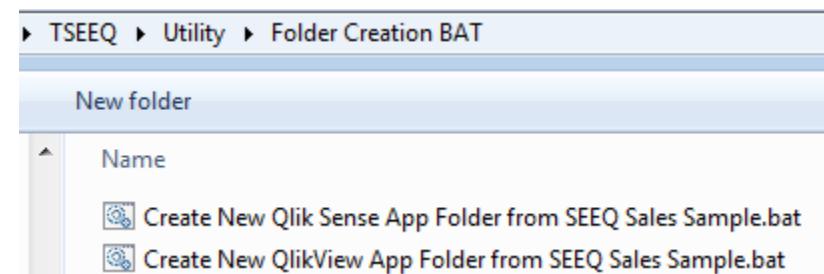 TSEEQ ▸ Utility ▸ Folder Creation BAT
New folder
Name
Create New Qlik Sense App Folder from SEEQ Sales Sample.bat
Create New QlikView App Folder from SEEQ Sales Sample.bat